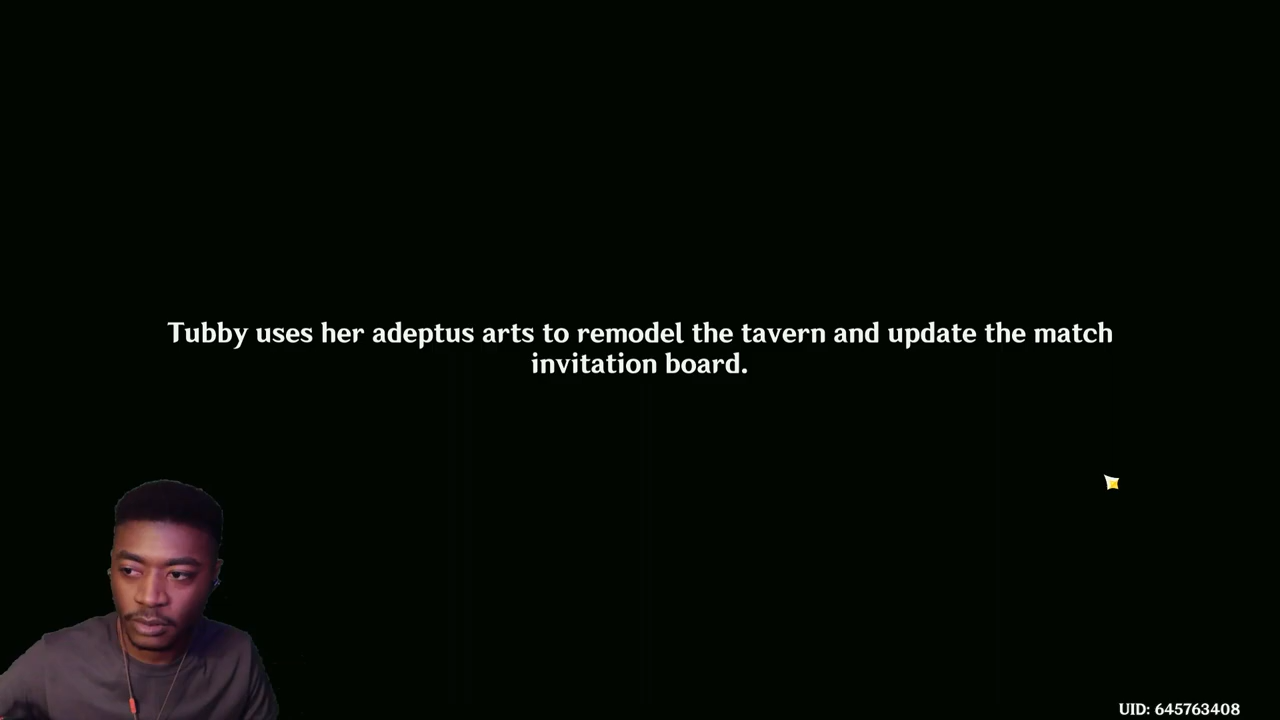 Tubby uses her adeptus arts to remodel the tavern and update the match
invitation board.
UID: 645763408